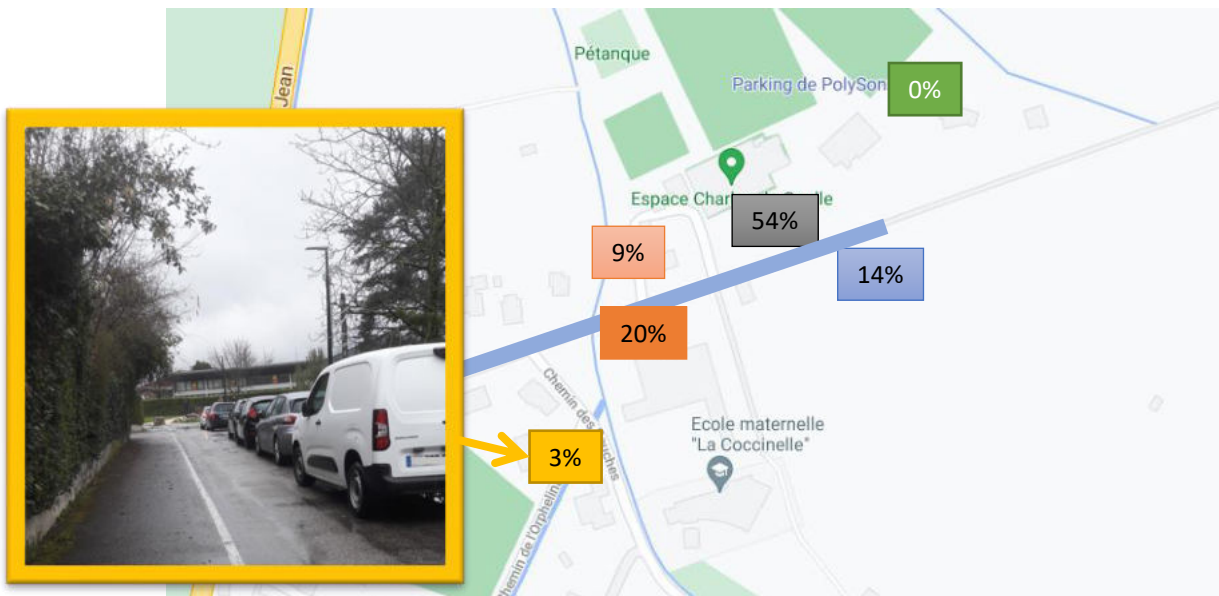 Jean
Pétanque
Parking de PolySon
0%
Espace Char
lle
54%
9%
14%
20%
Chemin des
uches
Ecole maternelle
"La Coccinelle"
3%
Chemin de l'Orphelin